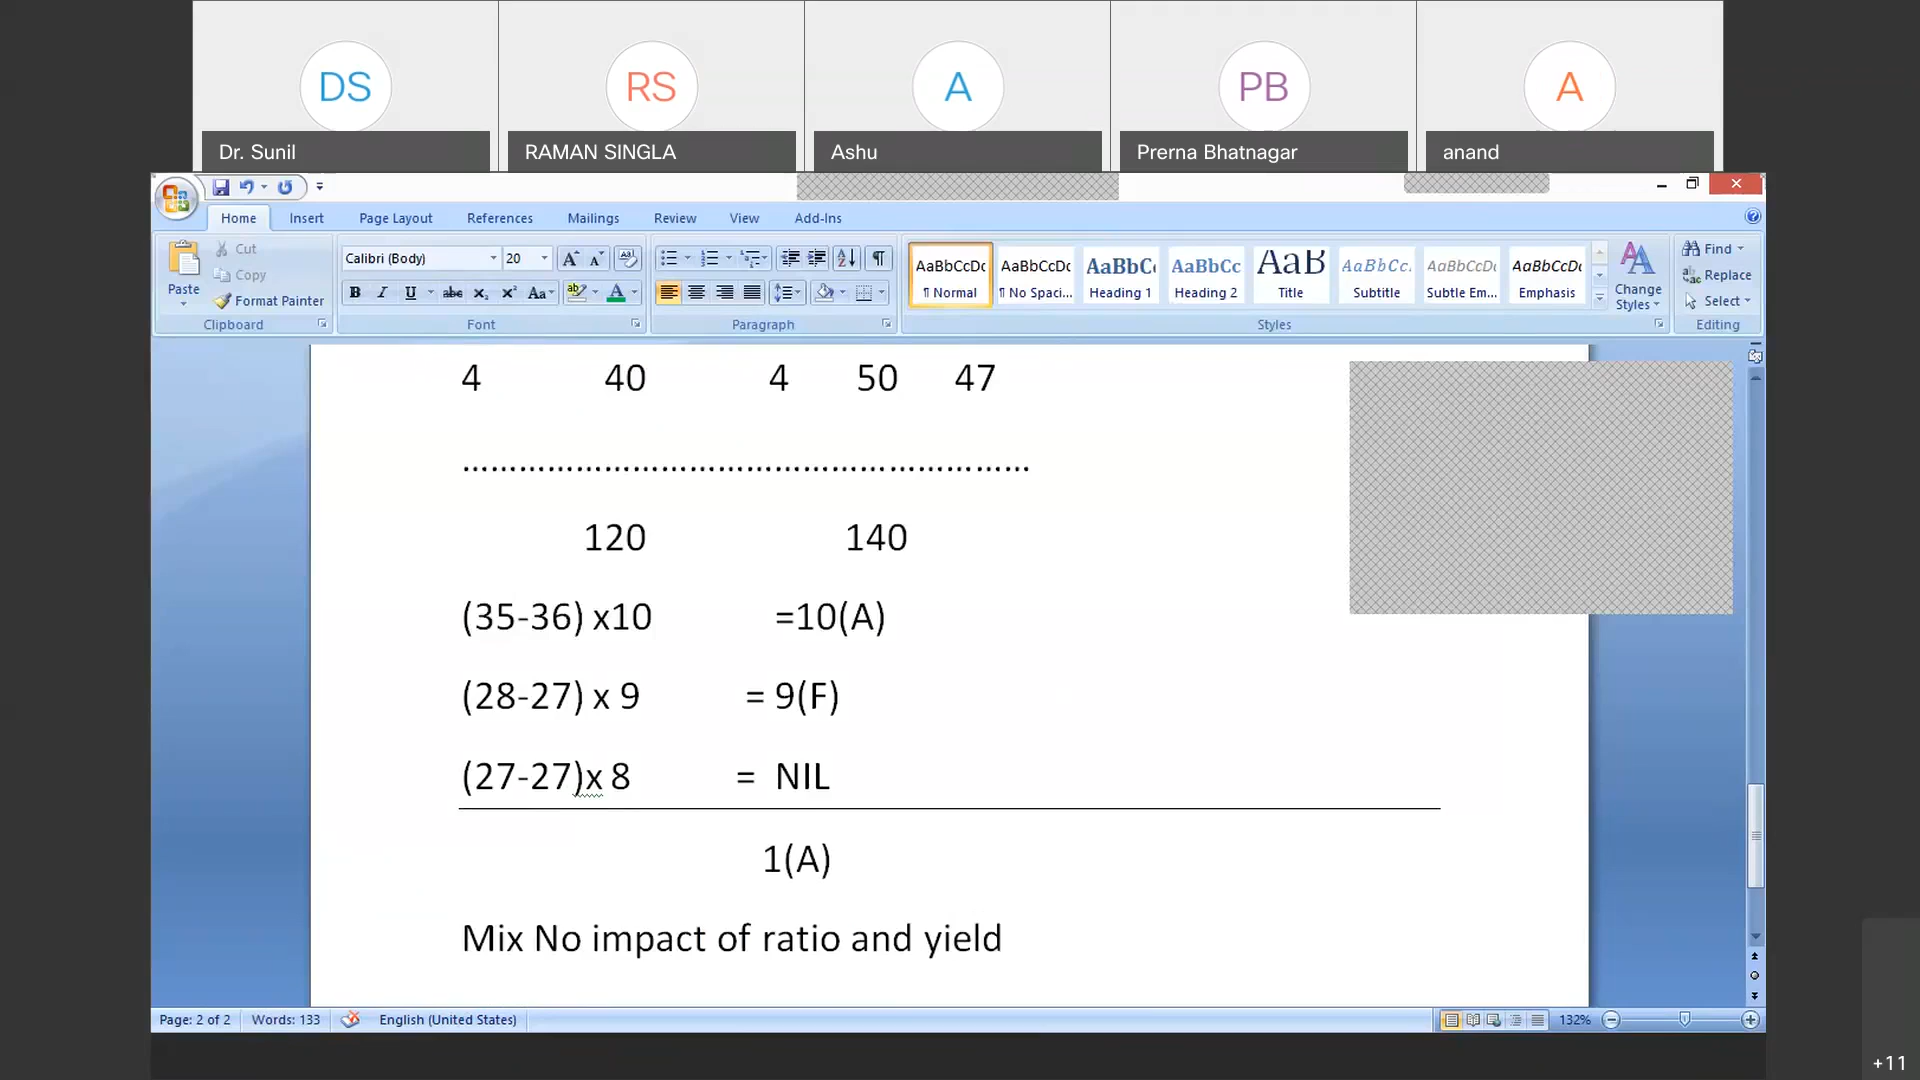 DS RS A PB A
Dr. Sunil RAMAN SINGLA Ashu Prerna Bhatnagar anand
Home Insert Page Layout References Mailings Review View Add-Ins
Paste
Cut
Copy
Format Painter
Clipboard
Calibri (Body) 20
B I U abc x₂ x² Aa
Font
Paragraph
AaBbCcDc AaBbCcDc AaBbC AaBbCc AaB AaBbCc. AaBbCcDc AaBbCcDc
¶ Normal ¶ No Spaci... Heading 1 Heading 2 Title Subtitle Subtle Em... Emphasis
Change
Styles
Styles
Find
Replace
Select
Editing
4 40 4 50 47
........................................................................
120 140
(35-36) x10 =10(A)
(28-27) x 9 = 9(F)
(27-27)x 8 = NIL
1(A)
Mix No impact of ratio and yield
Page: 2 of 2 Words: 133 English (United States) 132%
+11